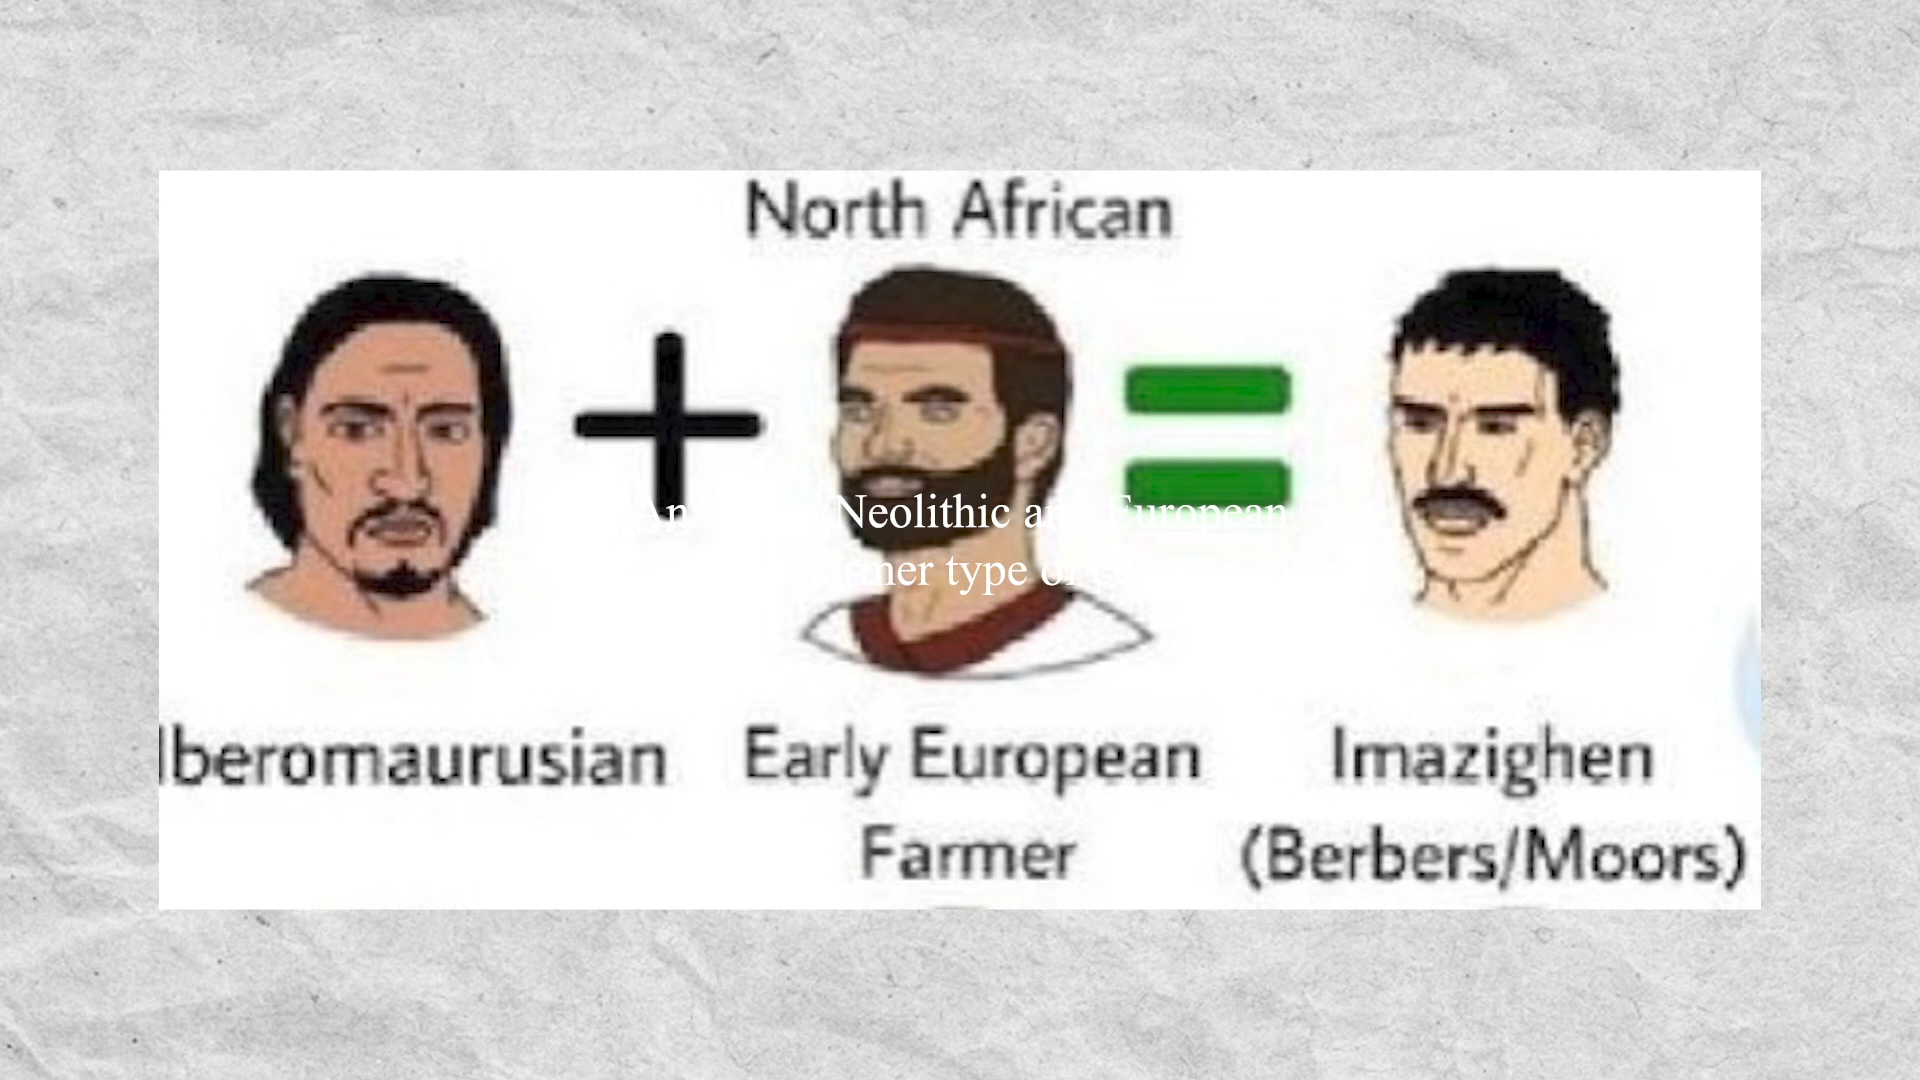 North African
Neolithic
type
Iberomaurusian
Early European
Farmer
Imazighen
(Berbers/Moors)